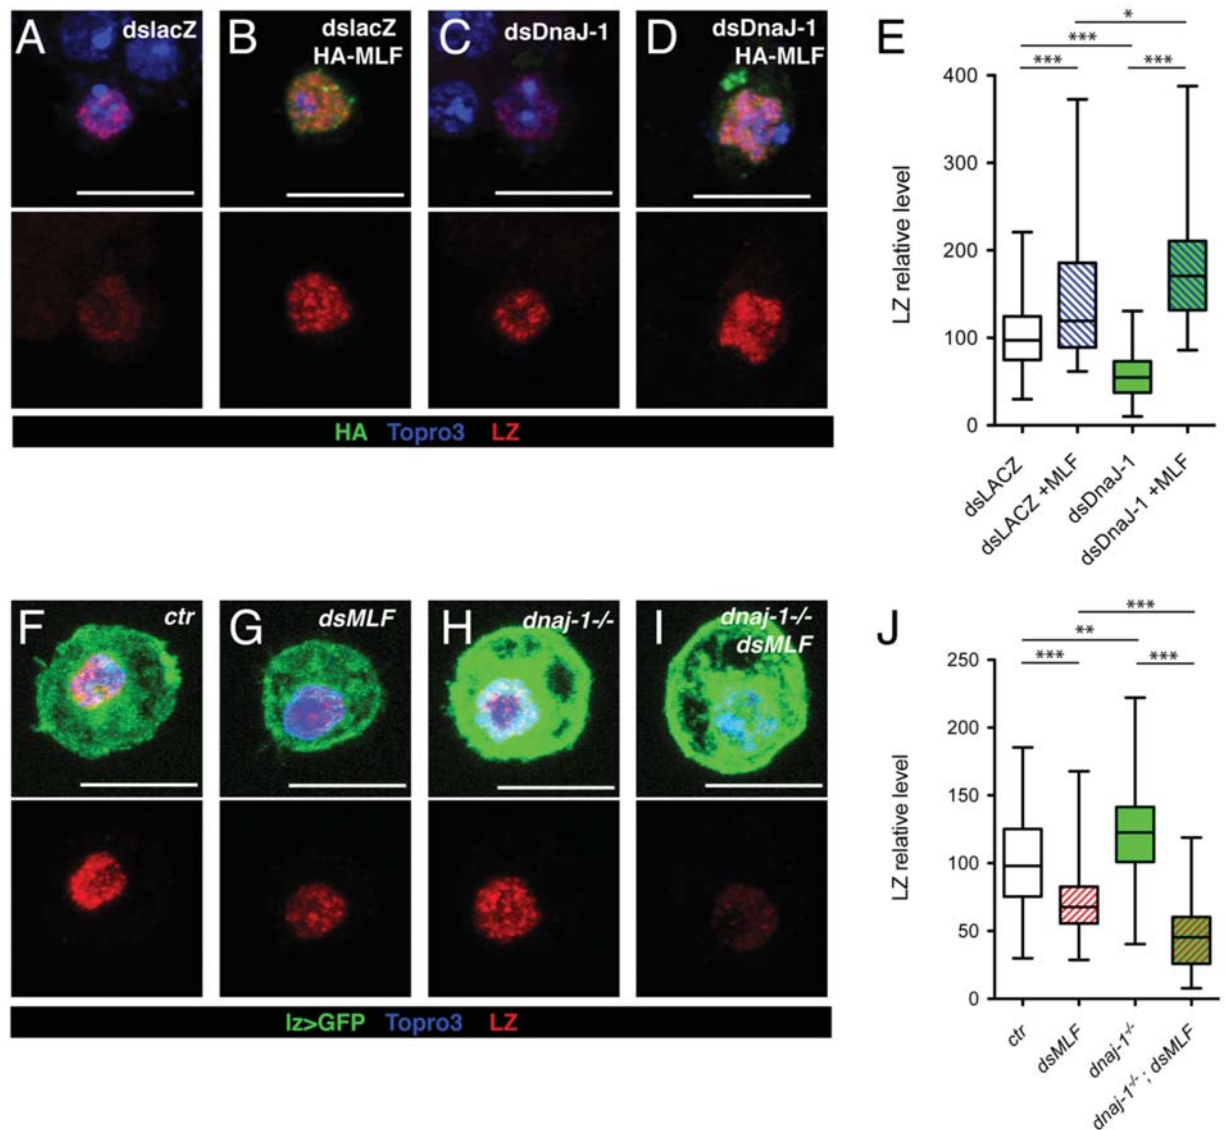 A dslacZ
B dslacZ
HA-MLF
C dsDnaJ-1
D dsDnaJ-1
HA-MLF
HA Topro3 LZ
E
*
***
*** ***
LZ relative level
400
300
200
100
0
dsLACZ
dsLACZ +MLF
dsDnaJ-1
dsDnaJ-1 +MLF
F ctr
G dsMLF
H dnaj-1-/-
I dnaj-1-/-
dsMLF
lz>GFP Topro3 LZ
J
***
**
*** ***
LZ relative level
250
200
150
100
50
0
ctr
dsMLF
dnaj-1-/-
dnaj-1-/- ; dsMLF